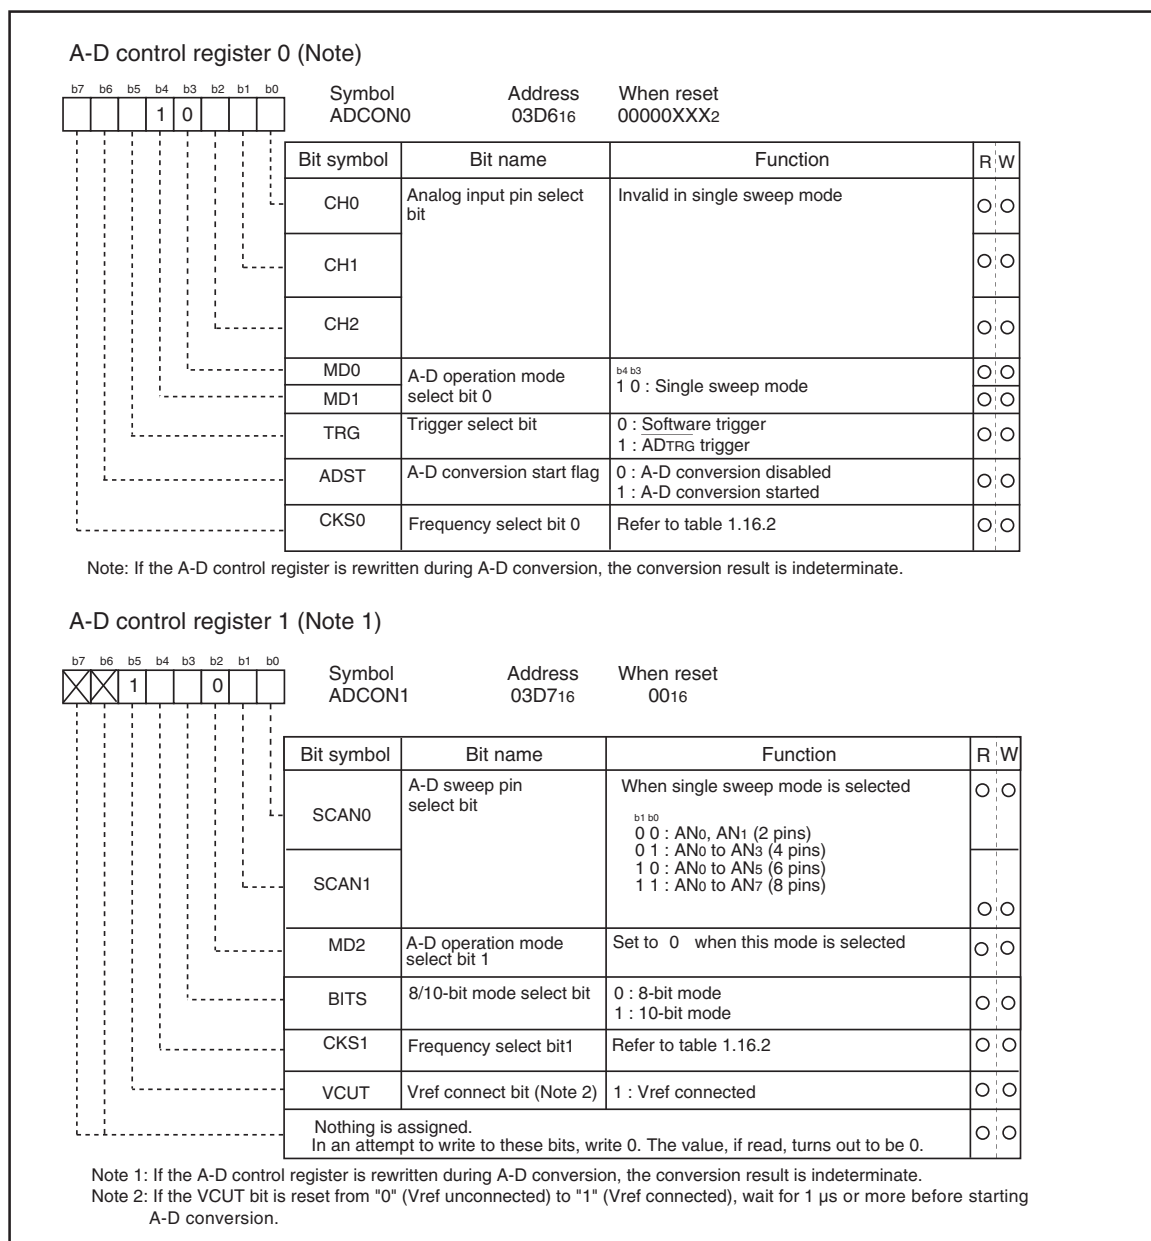 A-D control register 0 (Note)
b7 b6 b5 b4 b3 b2 b1 b0
1 0
Symbol Address When reset
ADCON0 03D616 00000XXX2
Bit symbol Bit name Function R W
CH0 Analog input pin select bit Invalid in single sweep mode
CH1
CH2
MD0 A-D operation mode select bit 0 b4 b3
MD1 1 0 : Single sweep mode
TRG Trigger select bit 0 : Software trigger
1 : ADTRG trigger
ADST A-D conversion start flag 0 : A-D conversion disabled
1 : A-D conversion started
CKS0 Frequency select bit 0 Refer to table 1.16.2
Note: If the A-D control register is rewritten during A-D conversion, the conversion result is indeterminate.
A-D control register 1 (Note 1)
b7 b6 b5 b4 b3 b2 b1 b0
1 0
Symbol Address When reset
ADCON1 03D716 0016
Bit symbol Bit name Function R W
SCAN0 A-D sweep pin select bit When single sweep mode is selected
b1 b0
0 0 : AN0, AN1 (2 pins)
0 1 : AN0 to AN3 (4 pins)
1 0 : AN0 to AN5 (6 pins)
SCAN1 1 1 : AN0 to AN7 (8 pins)
MD2 A-D operation mode select bit 1 Set to 0 when this mode is selected
BITS 8/10-bit mode select bit 0 : 8-bit mode
1 : 10-bit mode
CKS1 Frequency select bit1 Refer to table 1.16.2
VCUT Vref connect bit (Note 2) 1 : Vref connected
Nothing is assigned.
In an attempt to write to these bits, write 0. The value, if read, turns out to be 0.
Note 1: If the A-D control register is rewritten during A-D conversion, the conversion result is indeterminate.
Note 2: If the VCUT bit is reset from "0" (Vref unconnected) to "1" (Vref connected), wait for 1 µs or more before starting
A-D conversion.